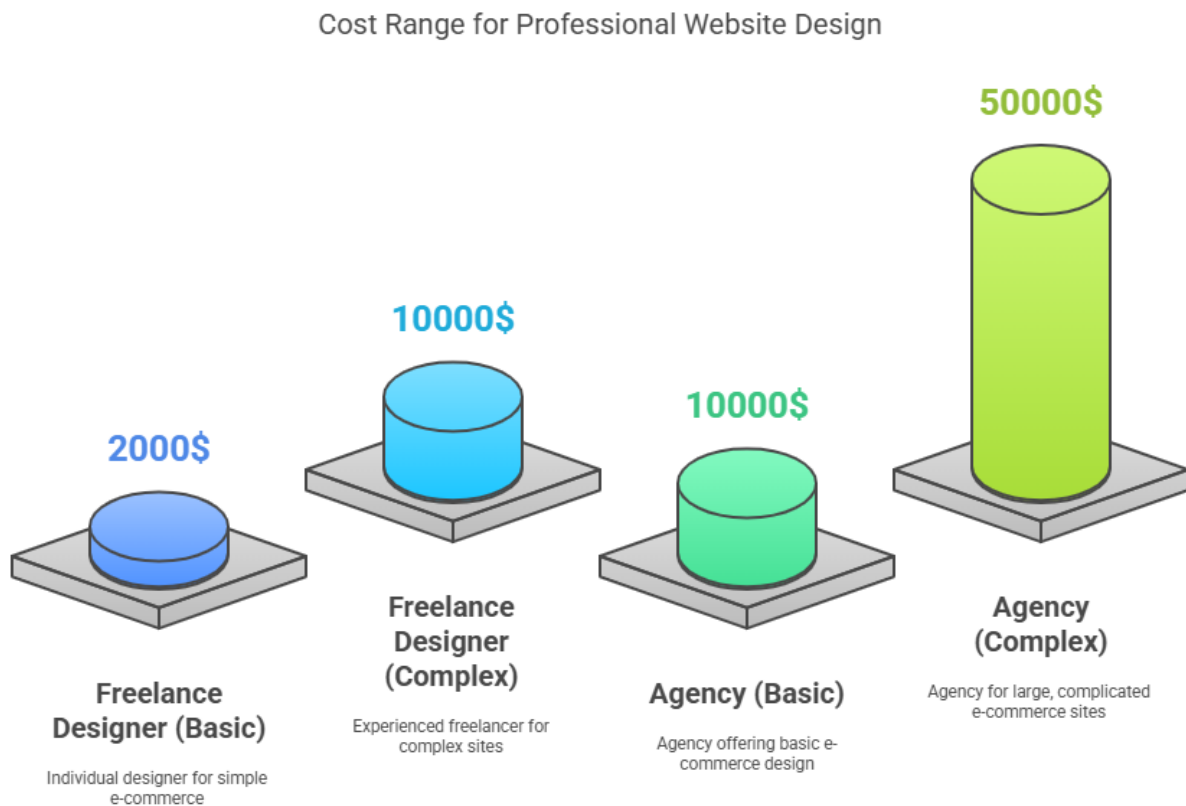 Cost Range for Professional Website Design
2000$
Freelance
Designer (Basic)
Individual designer for simple
e-commerce
10000$
Freelance
Designer
(Complex)
Experienced freelancer for
complex sites
10000$
Agency (Basic)
Agency offering basic e-
commerce design
50000$
Agency
(Complex)
Agency for large, complicated
e-commerce sites